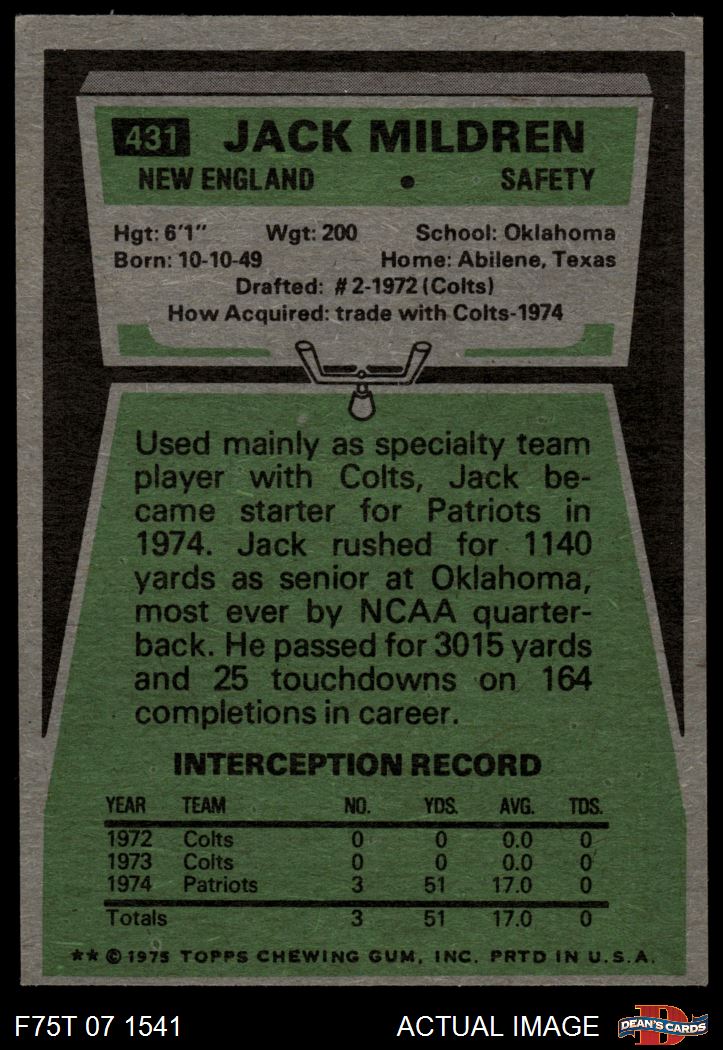 431 JACK MILDREN
NEW ENGLAND • SAFETY
Hgt: 6'1" Wgt: 200 School: Oklahoma
Born: 10-10-49 Home: Abilene, Texas
Drafted: #2-1972 (Colts)
How Acquired: trade with Colts-1974
Used mainly as specialty team
player with Colts, Jack be-
came starter for Patriots in
1974. Jack rushed for 1140
yards as senior at Oklahoma,
most ever by NCAA quarter-
back. He passed for 3015 yards
and 25 touchdowns on 164
completions in career.
INTERCEPTION RECORD
YEAR TEAM NO. YDS. AVG. TDS.
1972 Colts 0 0 0.0 0
1973 Colts 0 0 0.0 0
1974 Patriots 3 51 17.0 0
Totals 3 51 17.0 0
**©1975 TOPPS CHEWING GUM, INC. PRTD IN U.S.A.
F75T 07 1541 ACTUAL IMAGE D DEAN'S CARDS